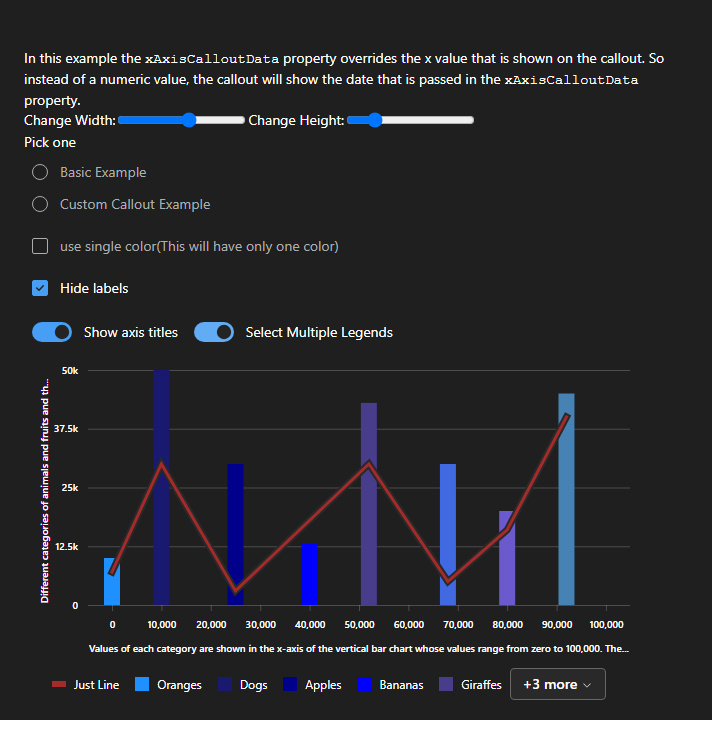 In this example the xAxisCalloutData property overrides the x value that is shown on the callout. So
instead of a numeric value, the callout will show the date that is passed in the xAxisCalloutData
property.
Change Width: Change Height:
Pick one
Basic Example
Custom Callout Example
use single color(This will have only one color)
Hide labels
Show axis titles Select Multiple Legends
Different categories of animals and fruits and th...
50k
37.5k
25k
12.5k
0
0 10,000 20,000 30,000 40,000 50,000 60,000 70,000 80,000 90,000 100,000
Values of each category are shown in the x-axis of the vertical bar chart whose values range from zero to 100,000. The...
Just Line Oranges Dogs Apples Bananas Giraffes +3 more